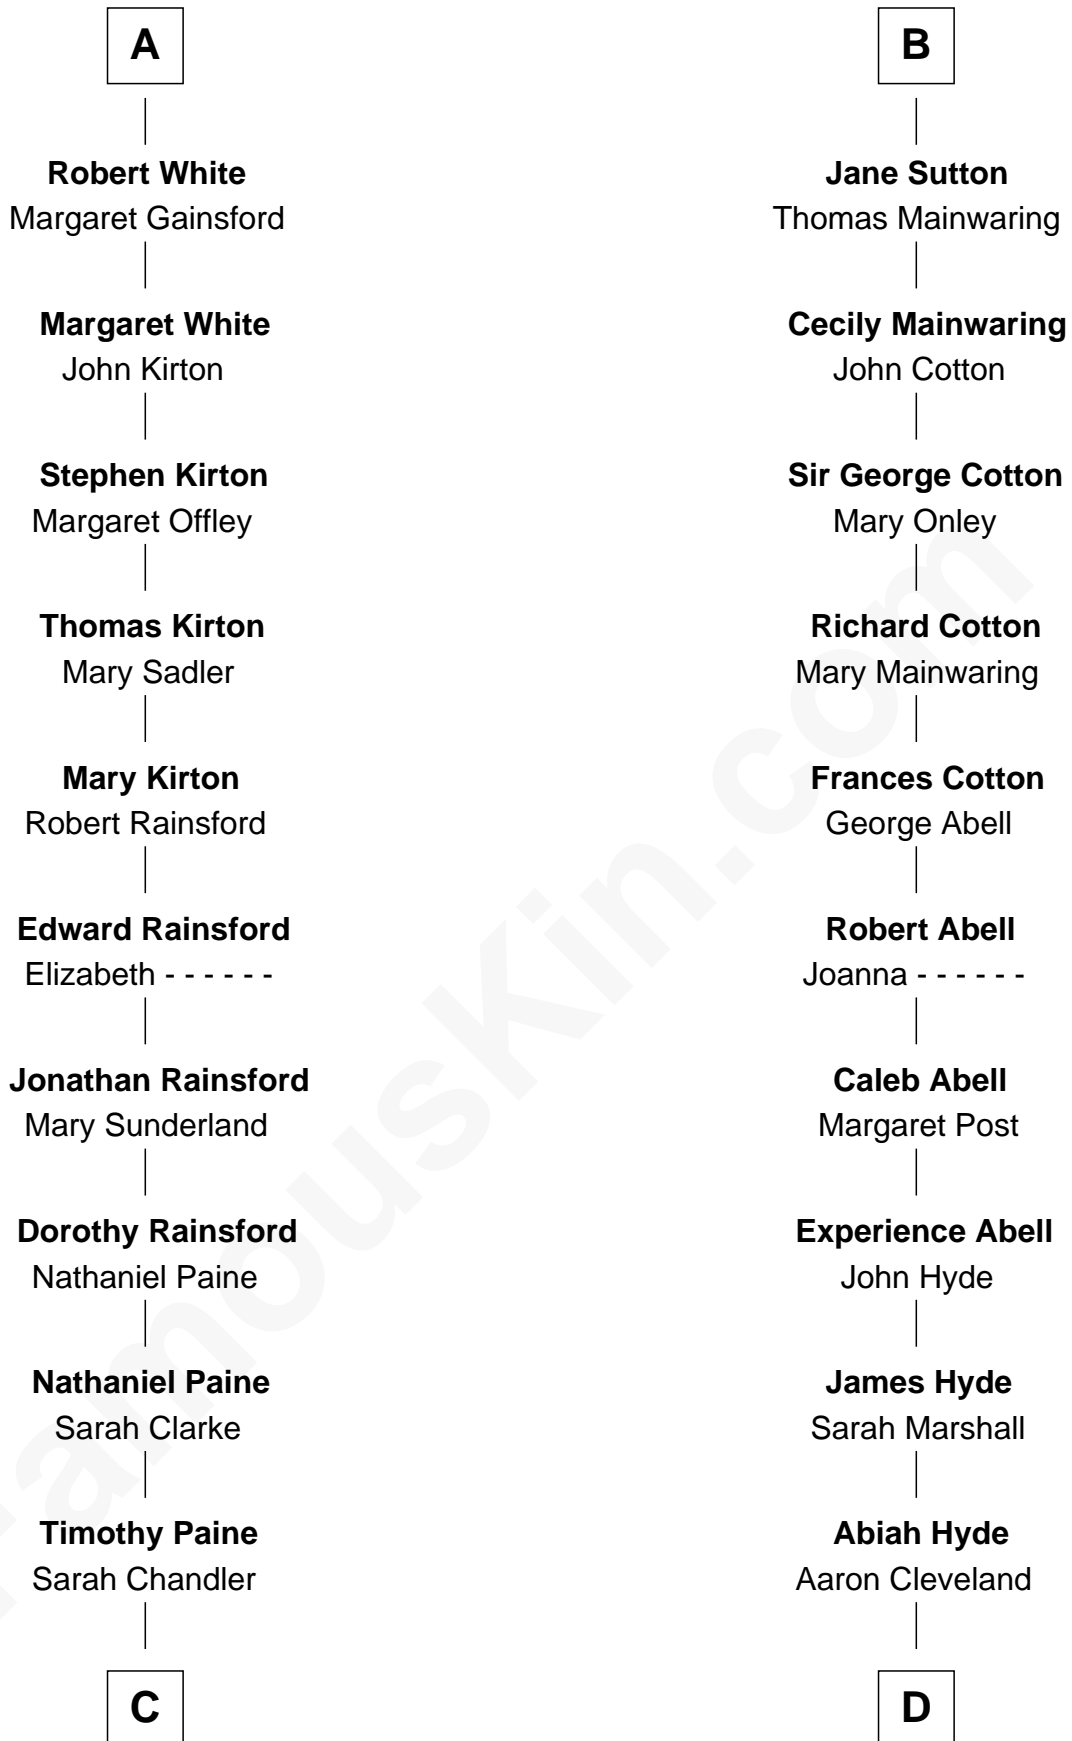 A
Robert White
Margaret Gainsford
Margaret White
John Kirton
Stephen Kirton
Margaret Offley
Thomas Kirton
Mary Sadler
Mary Kirton
Robert Rainsford
Edward Rainsford
Elizabeth - - - - - -
Jonathan Rainsford
Mary Sunderland
Dorothy Rainsford
Nathaniel Paine
Nathaniel Paine
Sarah Clarke
Timothy Paine
Sarah Chandler
C
B
Jane Sutton
Thomas Mainwaring
Cecily Mainwaring
John Cotton
Sir George Cotton
Mary Onley
Richard Cotton
Mary Mainwaring
Frances Cotton
George Abell
Robert Abell
Joanna - - - - - -
Caleb Abell
Margaret Post
Experience Abell
John Hyde
James Hyde
Sarah Marshall
Abiah Hyde
Aaron Cleveland
D
FamousKin.com